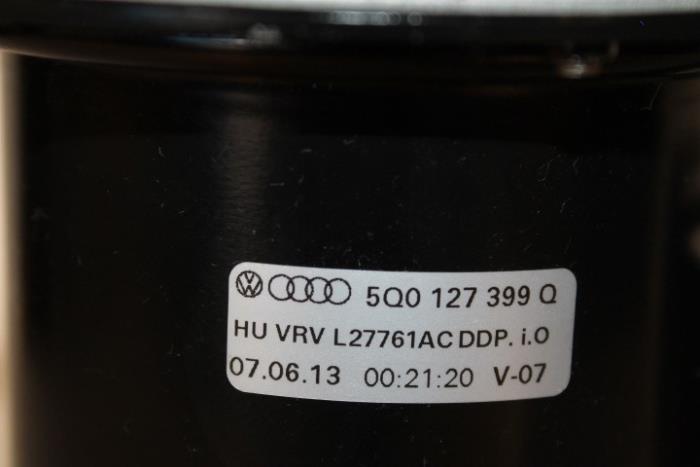 5Q0 127 399 Q
HU VRV L27761AC DDP. i.O
07.06.13 00:21:20 V-07